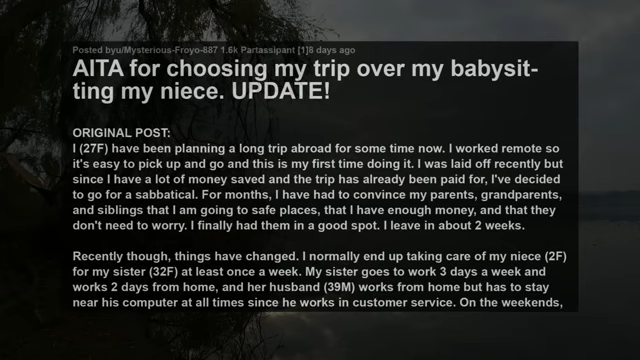 Posted byu/Mysterious-Froyo-887 1.6k Partassipant [1]8 days ago
AITA for choosing my trip over my babysit-
ting my niece. UPDATE!
ORIGINAL POST:
I (27F) have been planning a long trip abroad for some time now. I worked remote so
it's easy to pick up and go and this is my first time doing it. I was laid off recently but
since I have a lot of money saved and the trip has already been paid for, I've decided
to go for a sabbatical. For months, I have had to convince my parents, grandparents,
and siblings that I am going to safe places, that I have enough money, and that they
don't need to worry. I finally had them in a good spot. I leave in about 2 weeks.
Recently though, things have changed. I normally end up taking care of my niece (2F)
for my sister (32F) at least once a week. My sister goes to work 3 days a week and
works 2 days from home, and her husband (39M) works from home but has to stay
near his computer at all times since he works in customer service. On the weekends,